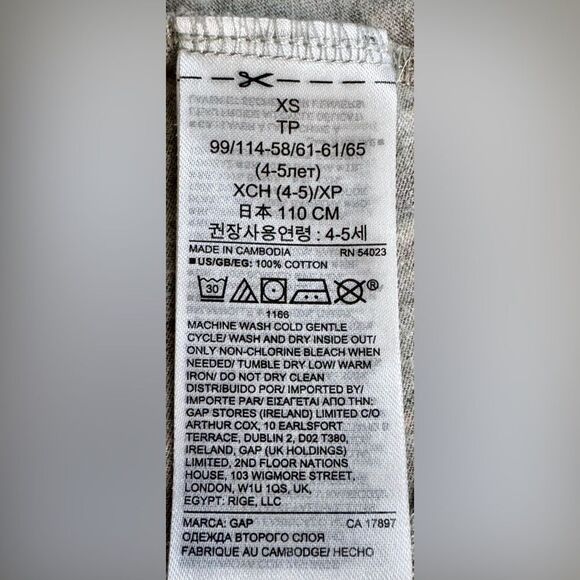 XS
TP
99/114-58/61-61/65
(4-5лет)
XCH (4-5)/XP
日本 110 CM
권장사용연령 : 4-5세
MADE IN CAMBODIA RN 54023
■ US/GB/EG: 100% COTTON
30 ®
1166
MACHINE WASH COLD GENTLE
CYCLE/ WASH AND DRY INSIDE OUT/
ONLY NON-CHLORINE BLEACH WHEN
NEEDED/ TUMBLE DRY LOW/ WARM
IRON/ DO NOT DRY CLEAN
DISTRIBUIDO POR/ IMPORTED BY/
IMPORTE PAR/ ΕΙΣΑΓΕΤΑΙ ΑΠΟ ΤΗΝ:
GAP STORES (IRELAND) LIMITED C/O
ARTHUR COX, 10 EARLSFORT
TERRACE, DUBLIN 2, D02 T380,
IRELAND, GAP (UK HOLDINGS)
LIMITED, 2ND FLOOR NATIONS
HOUSE, 103 WIGMORE STREET,
LONDON, W1U 1QS, UK,
EGYPT: RIGE, LLC
MARCA: GAP CA 17897
ОДЕЖДА ВТОРОГО СЛОЯ
FABRIQUE AU CAMBODGE/ HECHO